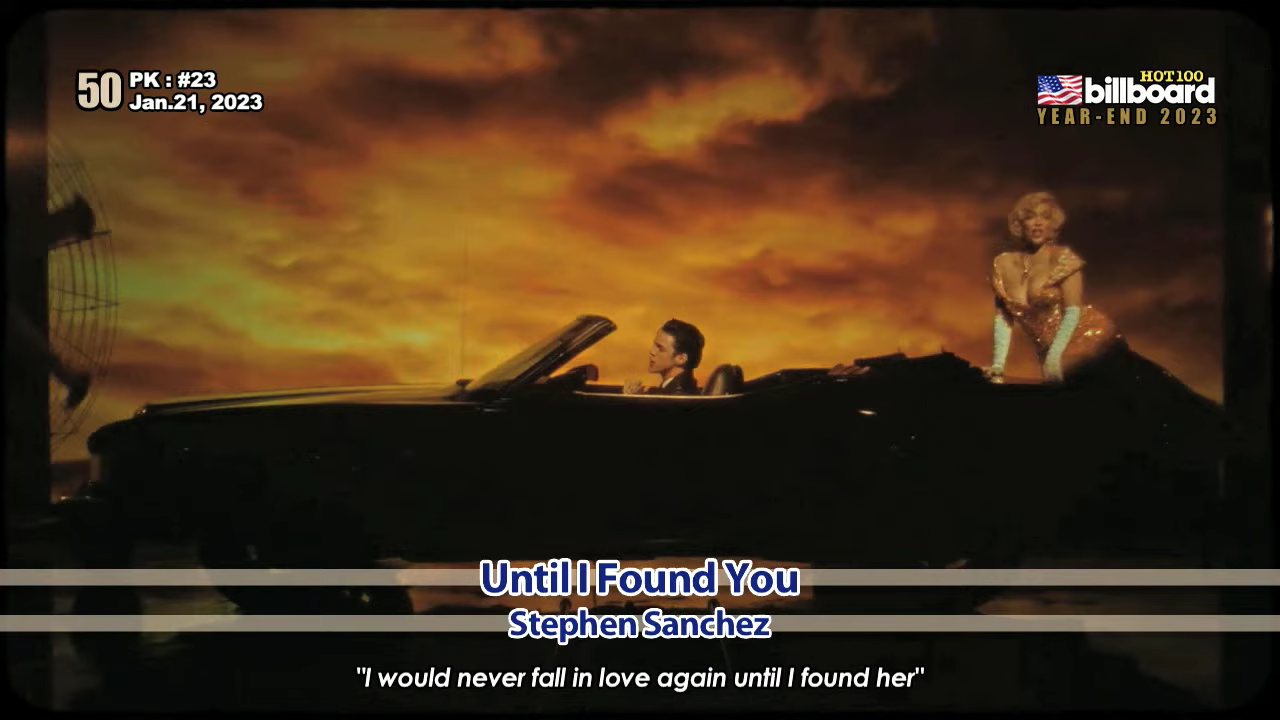 50
PK : #23
Jan.21, 2023
HOT100
billboard
YEAR-END 2023
Until I Found You
Stephen Sanchez
"I would never fall in love again until I found her"